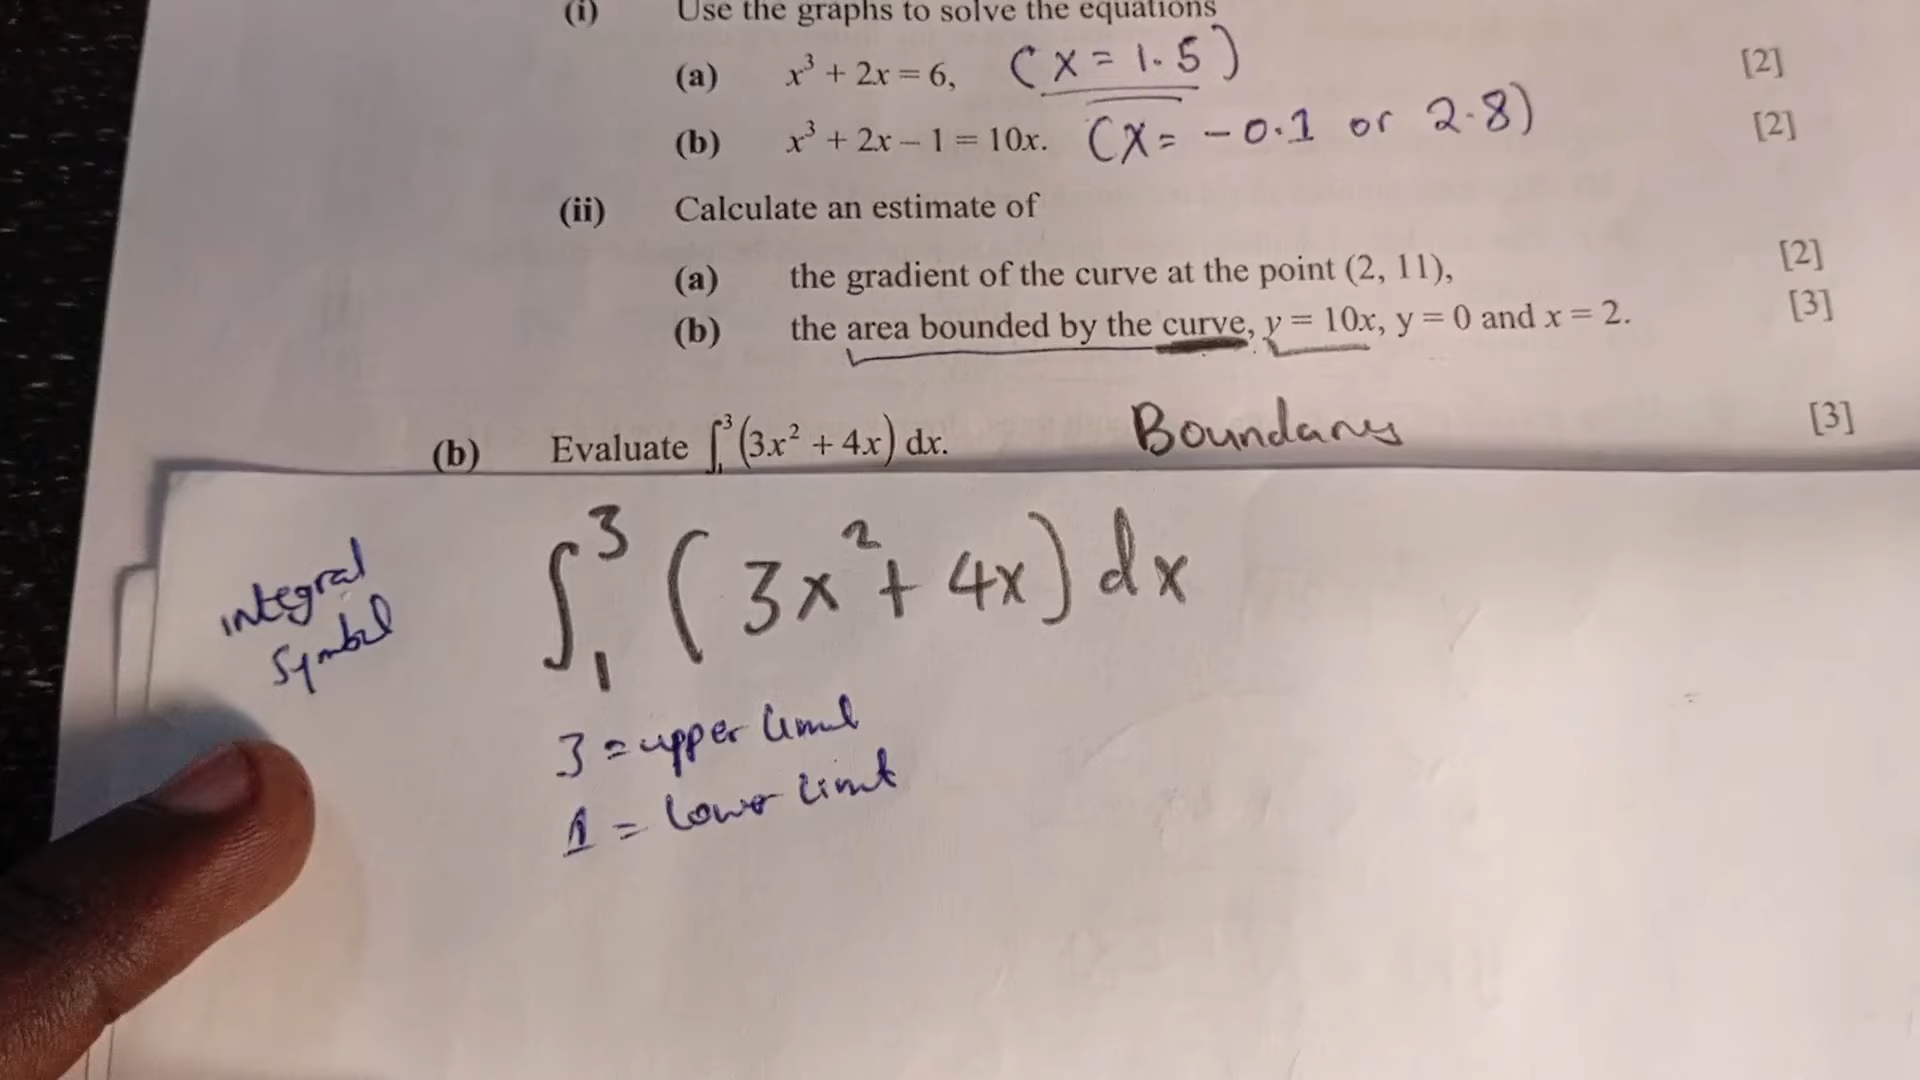 (i) Use the graphs to solve the equations
(a) x³ + 2x = 6, (x = 1.5) [2]
(b) x³ + 2x – 1 = 10x. (x = -0.1 or 2.8) [2]
(ii) Calculate an estimate of
(a) the gradient of the curve at the point (2, 11), [2]
(b) the area bounded by the curve, y = 10x, y = 0 and x = 2. [3]
(b) Evaluate ∫₁³ (3x² + 4x) dx. Boundary [3]
∫₁³ (3x² + 4x) dx
integral
symbol
3 = upper limit
1 = lower limit